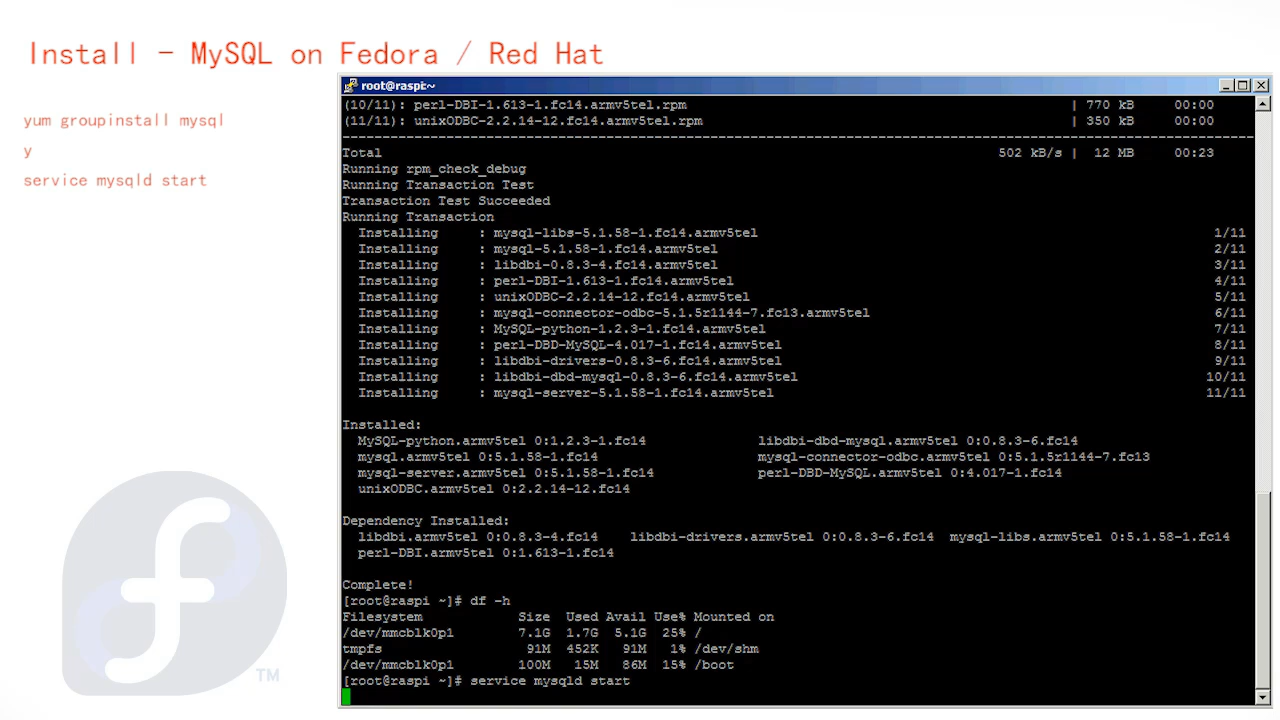 Install - MySQL on Fedora / Red Hat
yum groupinstall mysql
y
service mysqld start
root@raspi:~
(10/11): perl-DBI-1.613-1.fc14.armv5tel.rpm | 770 kB 00:00
(11/11): unixODBC-2.2.14-12.fc14.armv5tel.rpm | 350 kB 00:00
--------------------------------------------------------------------------------
Total 502 kB/s | 12 MB 00:23
Running rpm_check_debug
Running Transaction Test
Transaction Test Succeeded
Running Transaction
Installing : mysql-libs-5.1.58-1.fc14.armv5tel 1/11
Installing : mysql-5.1.58-1.fc14.armv5tel 2/11
Installing : libdbi-0.8.3-4.fc14.armv5tel 3/11
Installing : perl-DBI-1.613-1.fc14.armv5tel 4/11
Installing : unixODBC-2.2.14-12.fc14.armv5tel 5/11
Installing : mysql-connector-odbc-5.1.5r1144-7.fc13.armv5tel 6/11
Installing : MySQL-python-1.2.3-1.fc14.armv5tel 7/11
Installing : perl-DBD-MySQL-4.017-1.fc14.armv5tel 8/11
Installing : libdbi-drivers-0.8.3-6.fc14.armv5tel 9/11
Installing : libdbi-dbd-mysql-0.8.3-6.fc14.armv5tel 10/11
Installing : mysql-server-5.1.58-1.fc14.armv5tel 11/11
Installed:
MySQL-python.armv5tel 0:1.2.3-1.fc14 libdbi-dbd-mysql.armv5tel 0:0.8.3-6.fc14
mysql.armv5tel 0:5.1.58-1.fc14 mysql-connector-odbc.armv5tel 0:5.1.5r1144-7.fc13
mysql-server.armv5tel 0:5.1.58-1.fc14 perl-DBD-MySQL.armv5tel 0:4.017-1.fc14
unixODBC.armv5tel 0:2.2.14-12.fc14
Dependency Installed:
libdbi.armv5tel 0:0.8.3-4.fc14 libdbi-drivers.armv5tel 0:0.8.3-6.fc14 mysql-libs.armv5tel 0:5.1.58-1.fc14
perl-DBI.armv5tel 0:1.613-1.fc14
Complete!
[root@raspi ~]# df -h
Filesystem Size Used Avail Use% Mounted on
/dev/mmcblk0p1 7.1G 1.7G 5.1G 25% /
tmpfs 91M 452K 91M 1% /dev/shm
/dev/mmcblk0p1 100M 15M 86M 15% /boot
[root@raspi ~]# service mysqld start
TM